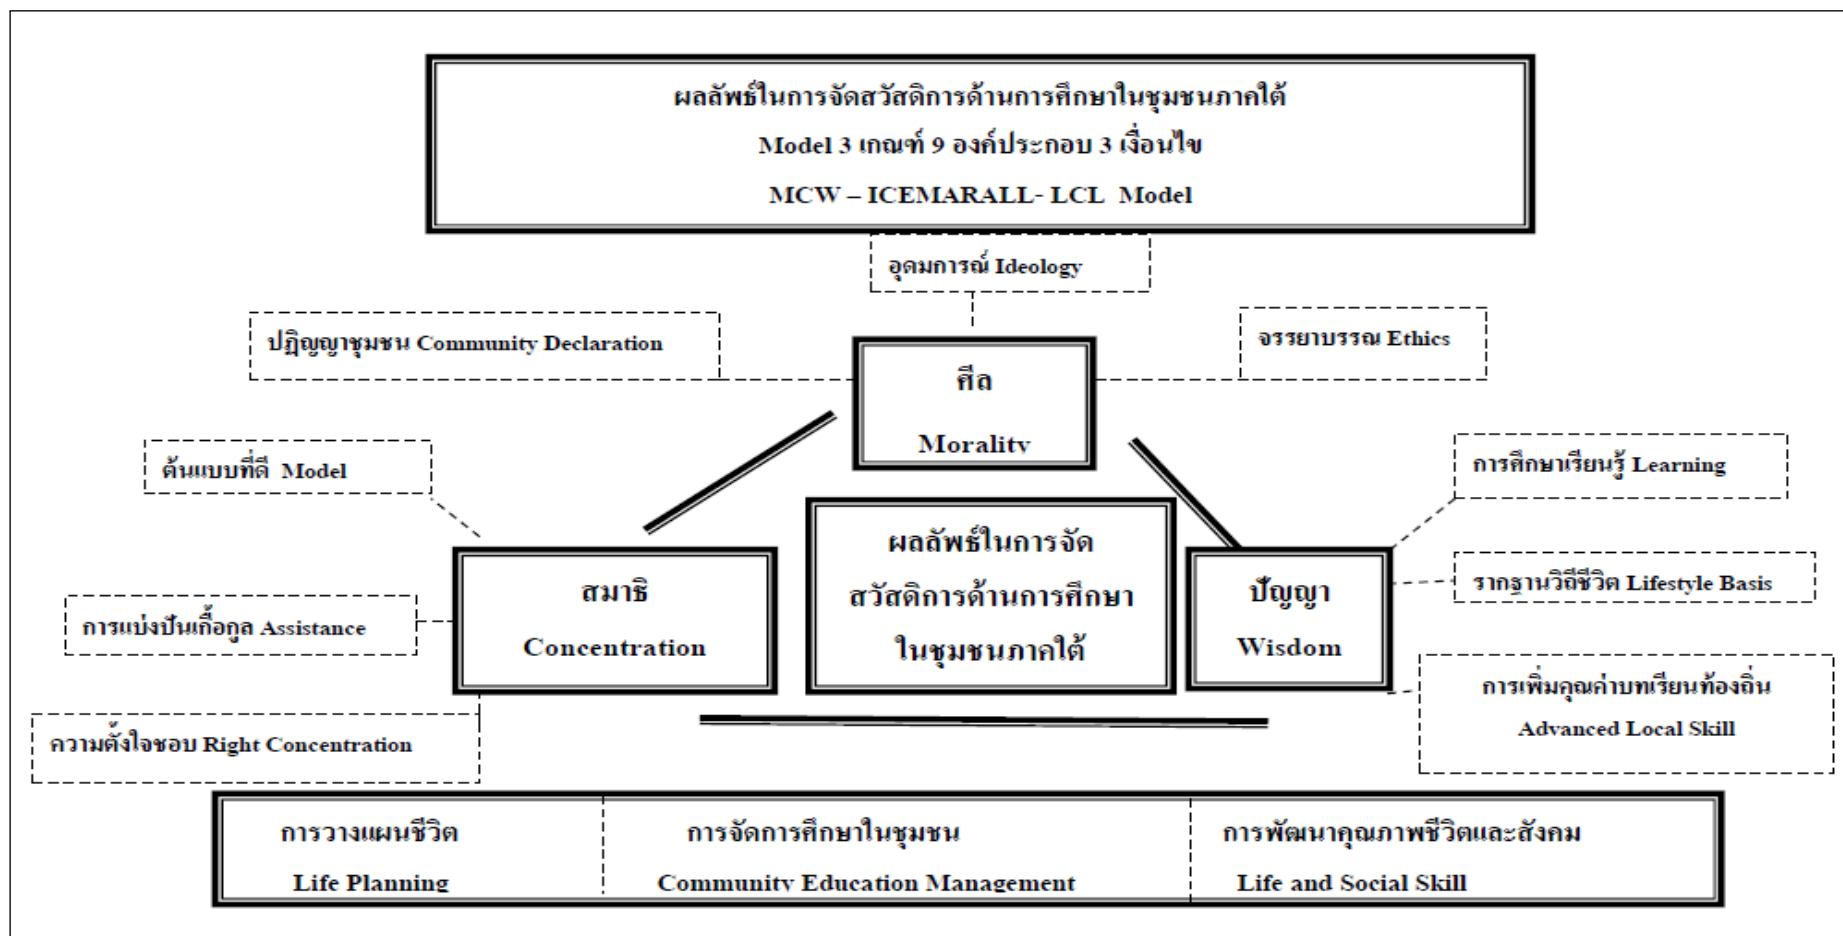 ผลลัพธ์ในการจัดสวัสดิการด้านการศึกษาในชุมชนภาคใต้
Model 3 เกณฑ์ 9 องค์ประกอบ 3 เงื่อนไข
MCW – ICEMARALL- LCL Model
อุดมการณ์ Ideology
ปฏิญญาชุมชน Community Declaration
จรรยาบรรณ Ethics
ศีล
Morality
ต้นแบบที่ดี Model
การศึกษาเรียนรู้ Learning
ผลลัพธ์ในการจัด
สวัสดิการด้านการศึกษา
ในชุมชนภาคใต้
สมาธิ
Concentration
ปัญญา
Wisdom
รากฐานวิถีชีวิต Lifestyle Basis
การแบ่งปันเกื้อกูล Assistance
การเพิ่มคุณค่าบทเรียนท้องถิ่น
Advanced Local Skill
ความตั้งใจชอบ Right Concentration
การวางแผนชีวิต
Life Planning
การจัดการศึกษาในชุมชน
Community Education Management
การพัฒนาคุณภาพชีวิตและสังคม
Life and Social Skill